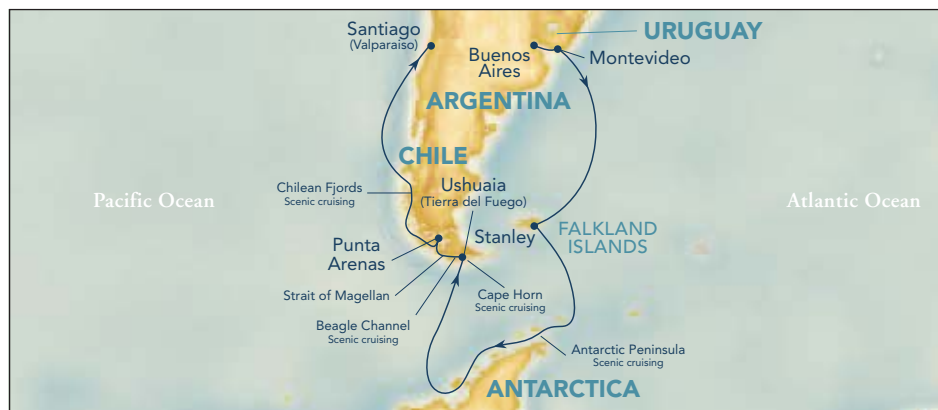 Santiago
(Valparaiso)
URUGUAY
Buenos
Aires
Montevideo
ARGENTINA
CHILE
Chilean Fjords
Scenic cruising
Ushuaia
(Tierra del Fuego)
Pacific Ocean
Atlantic Ocean
Punta
Arenas
Stanley
FALKLAND
ISLANDS
Strait of Magellan
Cape Horn
Scenic cruising
Beagle Channel
Scenic cruising
Antarctic Peninsula
Scenic cruising
ANTARCTICA